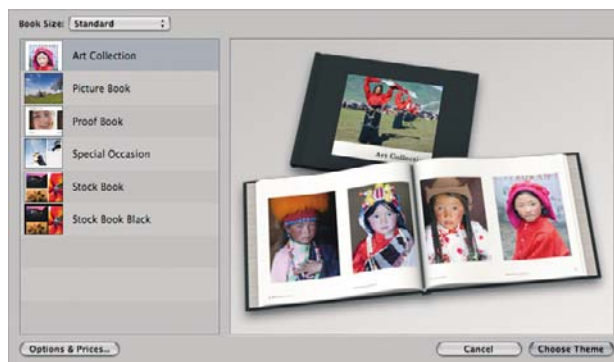 Book Size: Standard
Art Collection
Picture Book
Proof Book
Special Occasion
Stock Book
Stock Book Black
Art Collection
Options & Prices...
Cancel
Choose Theme